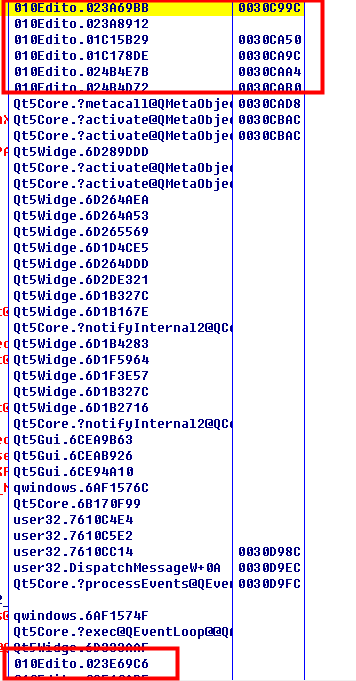 010Edito.023A69BB 0030C99C
010Edito.023A8912
010Edito.01C15B29 0030CA50
010Edito.01C178DE 0030CA9C
010Edito.024B4E7B 0030CAA4
010Edito.024B4D72 0030CAB0
Qt5Core.?metacall@QMetaObje 0030CAD8
Qt5Core.?activate@QMetaObje 0030CBAC
Qt5Core.?activate@QMetaObje 0030CBAC
Qt5Widge.6D289DDD
Qt5Core.?activate@QMetaObje
Qt5Core.?activate@QMetaObje
Qt5Widge.6D264AEA
Qt5Widge.6D264A53
Qt5Widge.6D265569
Qt5Widge.6D1D4CE5
Qt5Widge.6D264DDD
Qt5Widge.6D2DE321
Qt5Widge.6D1B327C
Qt5Widge.6D1B167E
Qt5Core.?notifyInternal2@QCo
Qt5Widge.6D1B4283
Qt5Widge.6D1F5964
Qt5Widge.6D1F3E57
Qt5Widge.6D1B327C
Qt5Widge.6D1B2716
Qt5Core.?notifyInternal2@QCo
Qt5Gui.6CEA9B63
Qt5Gui.6CEAB926
Qt5Gui.6CE94A10
qwindows.6AF1576C
Qt5Core.6B170F99
user32.7610C4E4
user32.7610C5E2
user32.7610CC14 0030D98C
user32.DispatchMessageW+0A 0030D9EC
Qt5Core.?processEvents@QEve 0030D9FC
qwindows.6AF1574F
Qt5Core.?exec@QEventLoop@@Q
010Edito.023E69C6